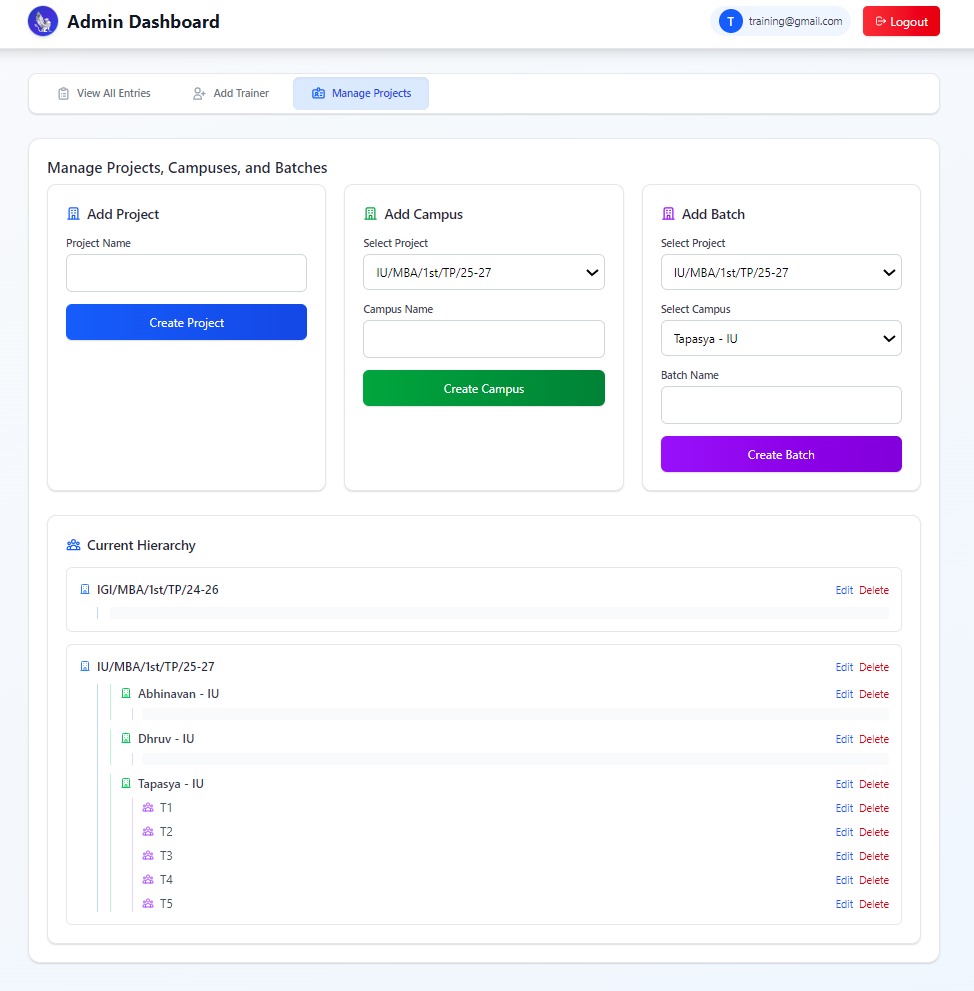 Admin Dashboard
T training@gmail.com
Logout
View All Entries
Add Trainer
Manage Projects
Manage Projects, Campuses, and Batches
Add Project
Project Name
Create Project
Add Campus
Select Project
IU/MBA/1st/TP/25-27
Campus Name
Create Campus
Add Batch
Select Project
IU/MBA/1st/TP/25-27
Select Campus
Tapasya - IU
Batch Name
Create Batch
Current Hierarchy
IGI/MBA/1st/TP/24-26 Edit Delete
IU/MBA/1st/TP/25-27 Edit Delete
Abhinavan - IU Edit Delete
Dhruv - IU Edit Delete
Tapasya - IU Edit Delete
T1 Edit Delete
T2 Edit Delete
T3 Edit Delete
T4 Edit Delete
T5 Edit Delete